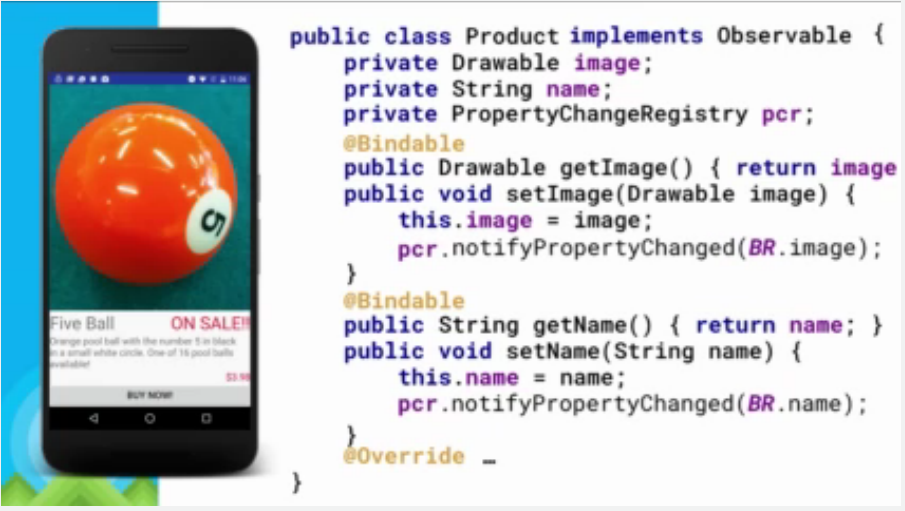 11:06
5
Five Ball ON SALE!!
Orange pool ball with the number 5 in black
in a small white circle. One of 16 pool balls
available!
$3.98
BUY NOW!
public class Product implements Observable {
private Drawable image;
private String name;
private PropertyChangeRegistry pcr;
@Bindable
public Drawable getImage() { return image
public void setImage(Drawable image) {
this.image = image;
pcr.notifyPropertyChanged(BR.image);
}
@Bindable
public String getName() { return name; }
public void setName(String name) {
this.name = name;
pcr.notifyPropertyChanged(BR.name);
}
@Override …
}